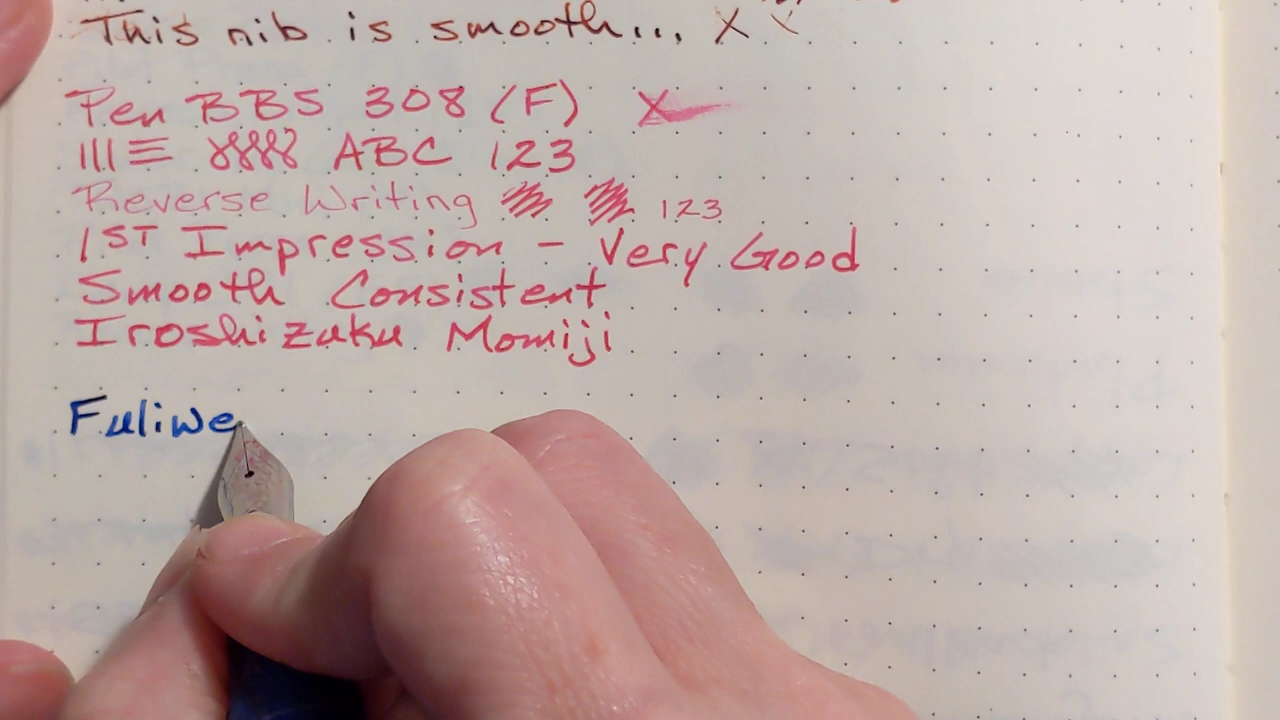 This nib is smooth... X X
Pen BBS 308 (F) X
III≡ 8888 ABC 123
Reverse Writing 123
1ST Impression - Very Good
Smooth Consistent
Iroshizuku Momiji
Fuliwe